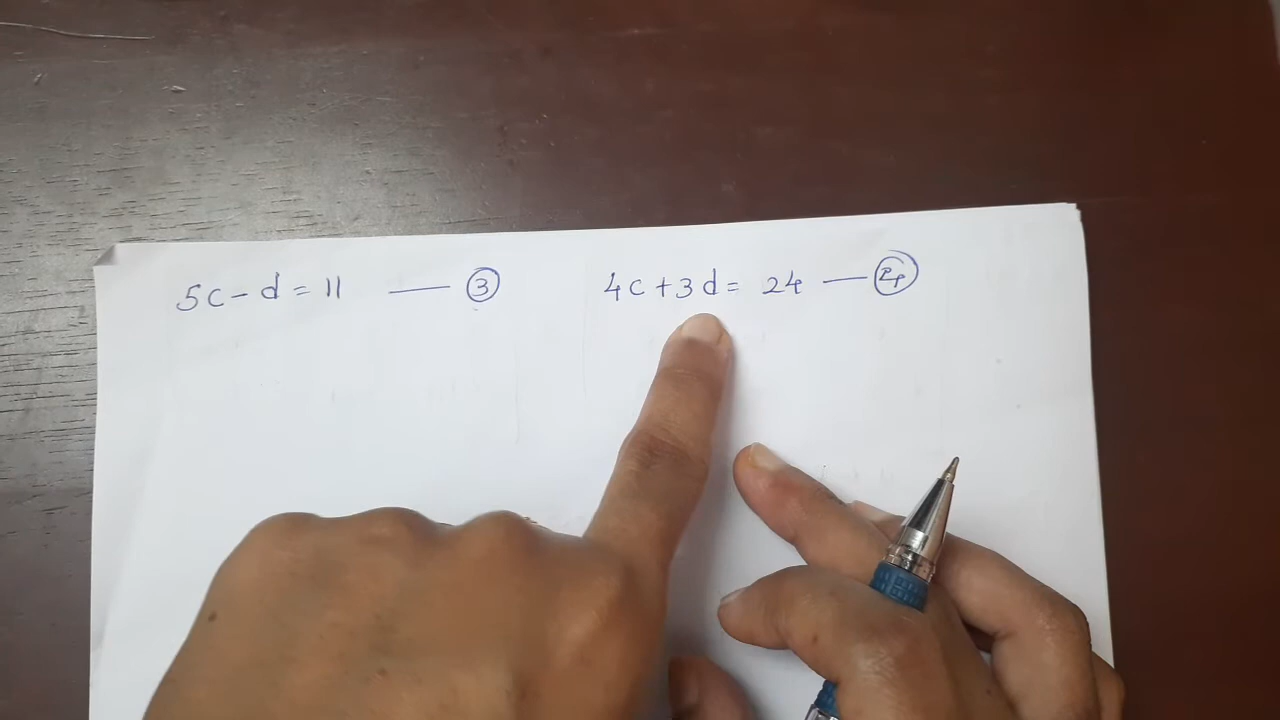 5c - d = 11 —— ③ 4c + 3d = 24 —— ④